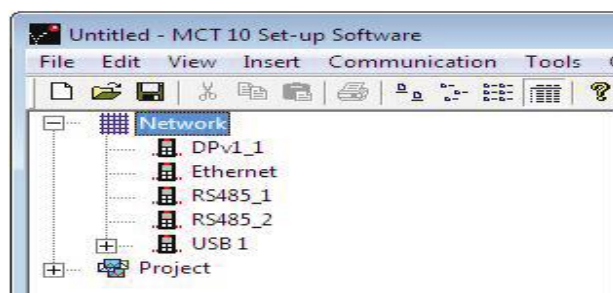 Untitled - MCT 10 Set-up Software
File Edit View Insert Communication Tools
Network
DPv1_1
Ethernet
RS485_1
RS485_2
USB 1
Project